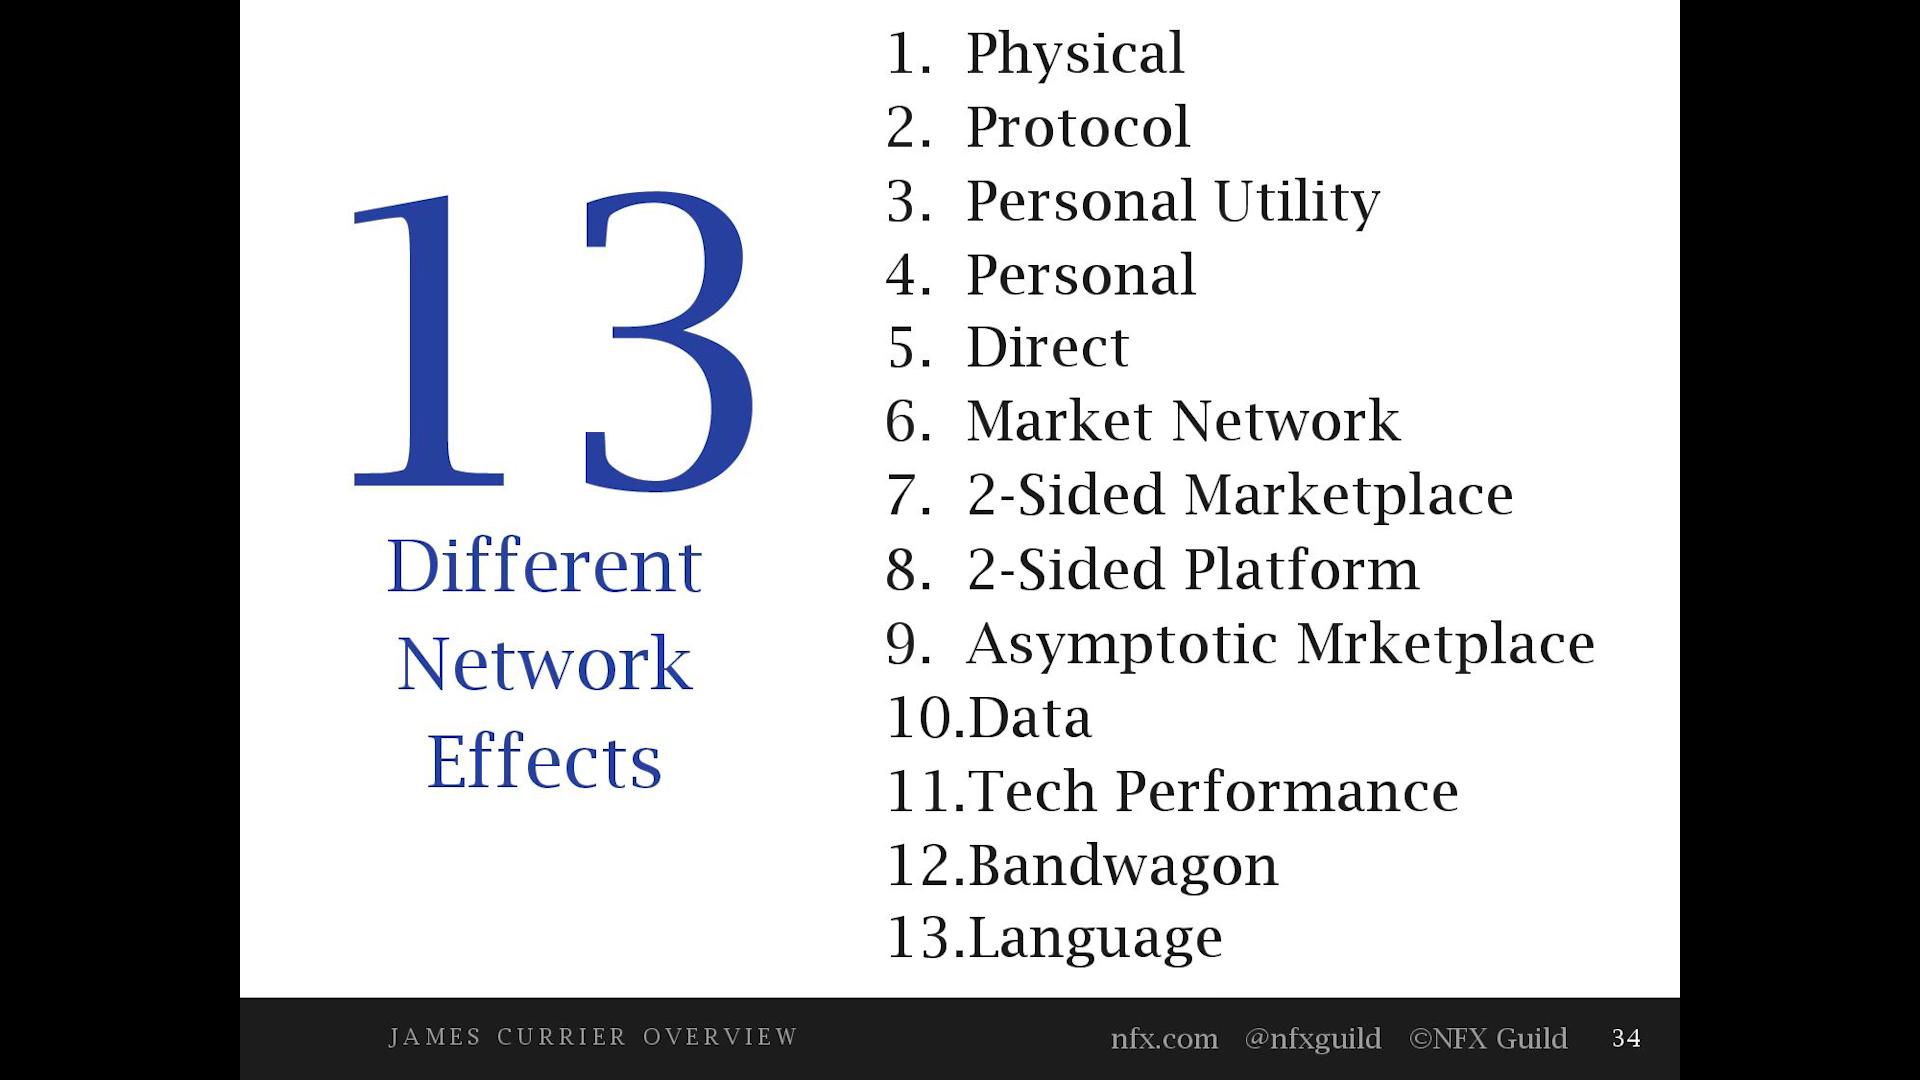 13
Different
Network
Effects
1. Physical
2. Protocol
3. Personal Utility
4. Personal
5. Direct
6. Market Network
7. 2-Sided Marketplace
8. 2-Sided Platform
9. Asymptotic Mrketplace
10.Data
11.Tech Performance
12.Bandwagon
13.Language
JAMES CURRIER OVERVIEW
nfx.com @nfxguild ©NFX Guild 34